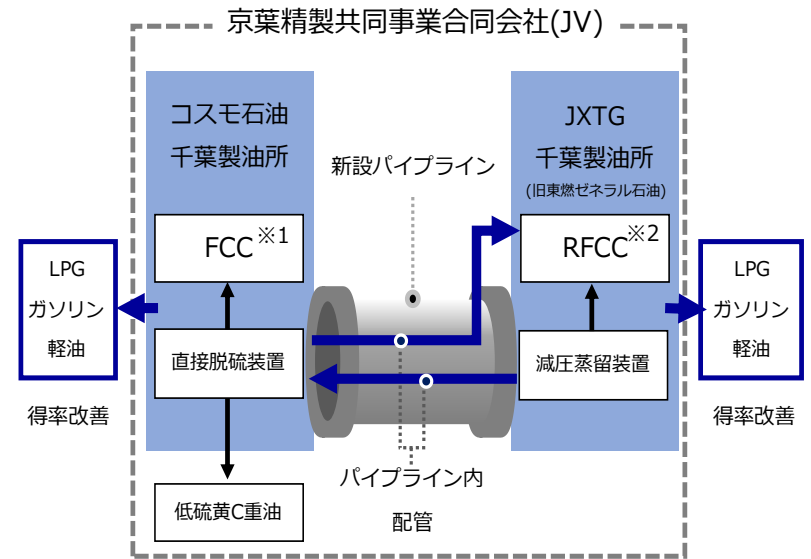 京葉精製共同事業合同会社(JV)
コスモ石油
千葉製油所
新設パイプライン
JXTG
千葉製油所
(旧東燃ゼネラル石油)
FCC※1
RFCC※2
LPG
ガソリン
軽油
得率改善
直接脱硫装置
減圧蒸留装置
LPG
ガソリン
軽油
得率改善
低硫黄C重油
パイプライン内
配管